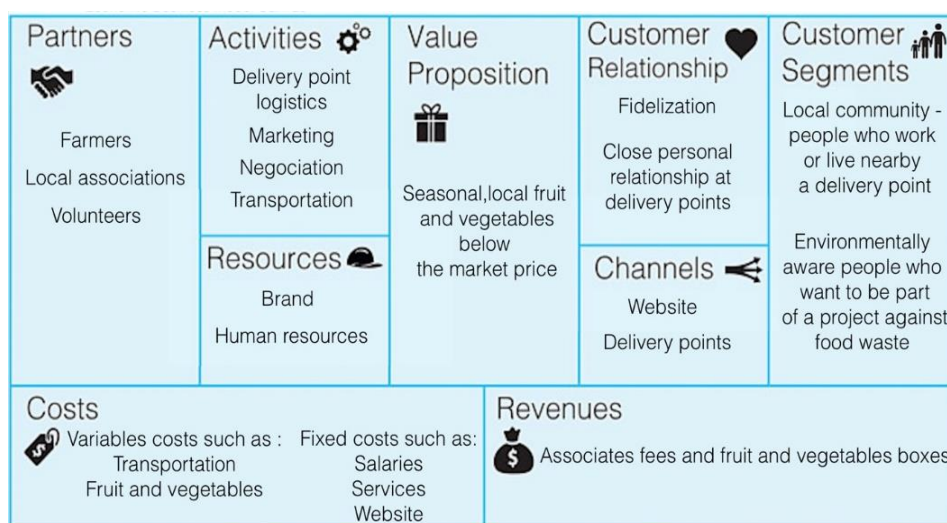 Partners
Farmers
Local associations
Volunteers
Activities
Delivery point
logistics
Marketing
Negociation
Transportation
Resources
Brand
Human resources
Value
Proposition
Seasonal,local fruit
and vegetables
below
the market price
Customer
Relationship
Fidelization
Close personal
relationship at
delivery points
Channels
Website
Delivery points
Customer
Segments
Local community -
people who work
or live nearby
a delivery point
Environmentally
aware people who
want to be part
of a project against
food waste
Costs
Variables costs such as :
Transportation
Fruit and vegetables
Fixed costs such as:
Salaries
Services
Website
Revenues
$
Associates fees and fruit and vegetables boxes